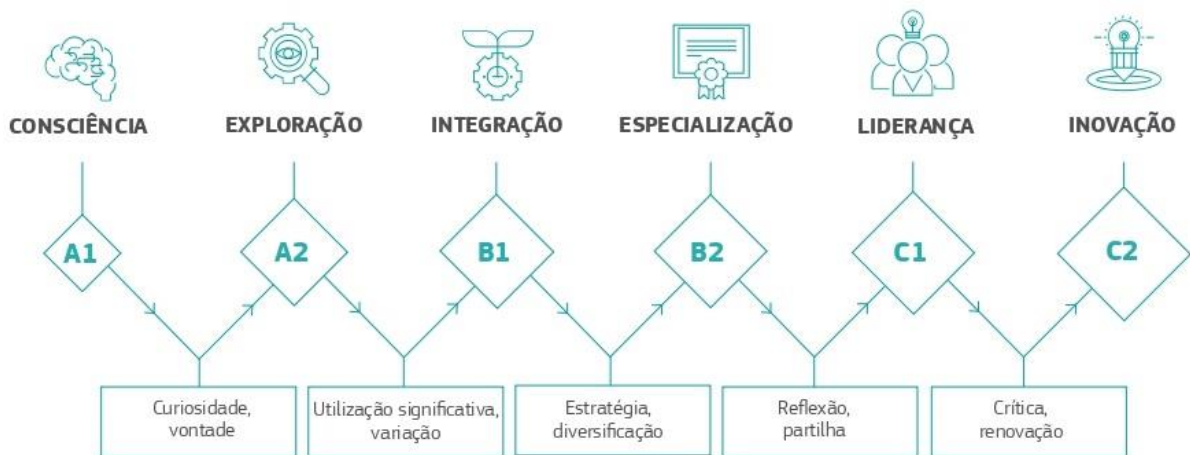 CONSCIÊNCIA
EXPLORAÇÃO
INTEGRAÇÃO
ESPECIALIZAÇÃO
LIDERANÇA
INOVAÇÃO
A1
A2
B1
B2
C1
C2
Curiosidade,
vontade
Utilização significativa,
variação
Estratégia,
diversificação
Reflexão,
partilha
Crítica,
renovação